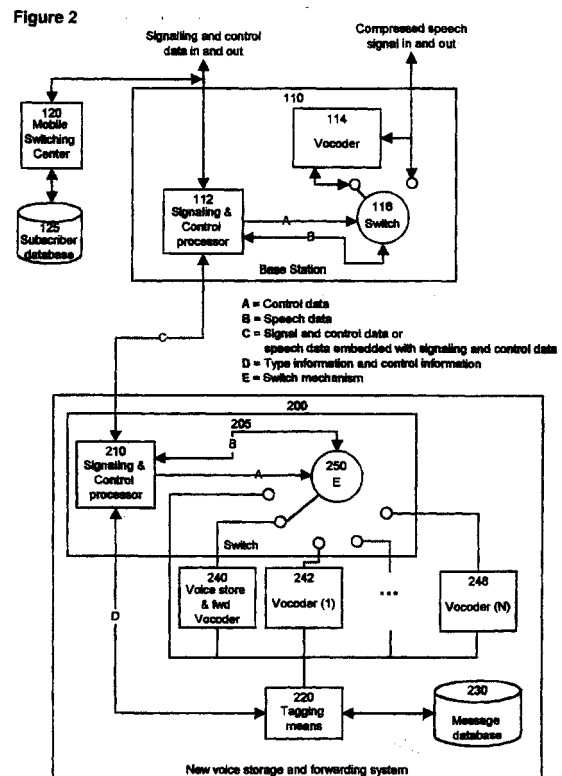 Figure 2
Signalling and control
data in and out
Compressed speech
signal in and out
120
Mobile
Switching
Center
125
Subscriber
database
110
114
Vocoder
112
Signaling &
Control
processor
A
B
116
Switch
Base Station
A = Control data
B = Speech data
C = Signal and control data or
speech data embedded with signaling and control data
D = Type information and control information
E = Switch mechanism
C
200
205
210
Signaling &
Control
processor
B
A
250
E
Switch
240
Voice store
& fwd
Vocoder
242
Vocoder (1)
...
248
Vocoder (N)
D
220
Tagging
means
230
Message
database
New voice storage and forwarding system